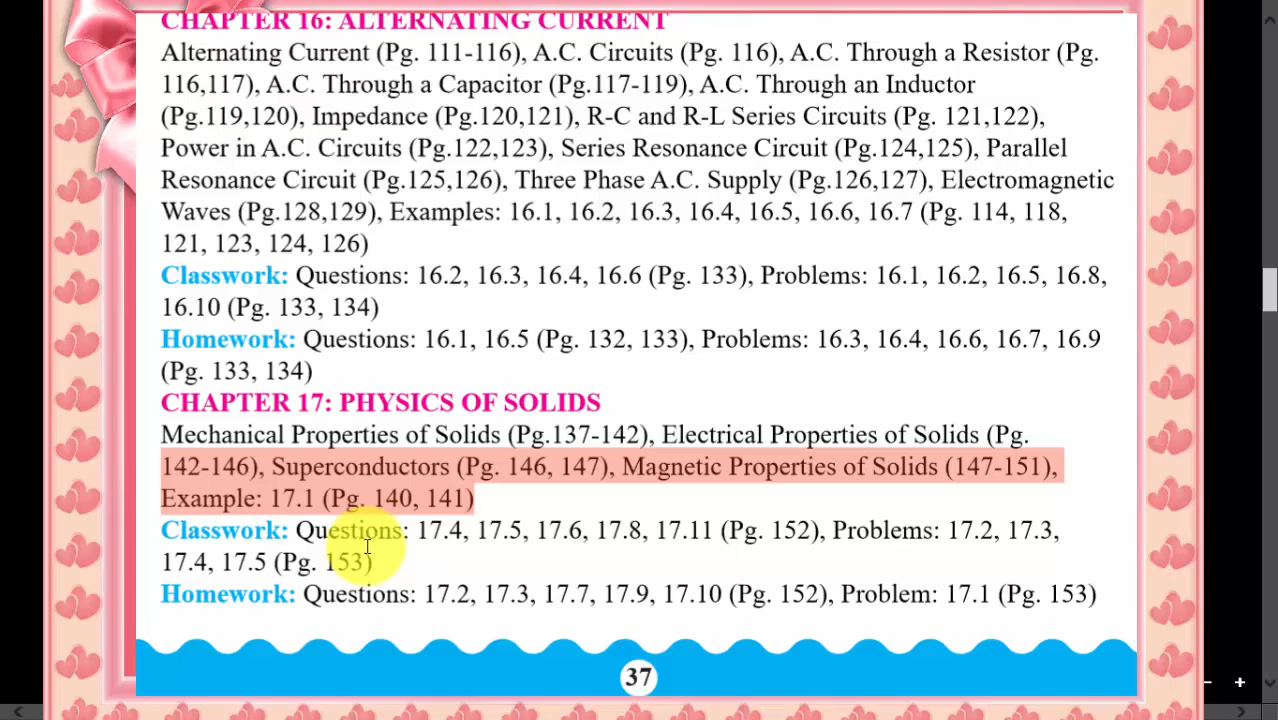 CHAPTER 16: ALTERNATING CURRENT
Alternating Current (Pg. 111-116), A.C. Circuits (Pg. 116), A.C. Through a Resistor (Pg.
116,117), A.C. Through a Capacitor (Pg.117-119), A.C. Through an Inductor
(Pg.119,120), Impedance (Pg.120,121), R-C and R-L Series Circuits (Pg. 121,122),
Power in A.C. Circuits (Pg.122,123), Series Resonance Circuit (Pg.124,125), Parallel
Resonance Circuit (Pg.125,126), Three Phase A.C. Supply (Pg.126,127), Electromagnetic
Waves (Pg.128,129), Examples: 16.1, 16.2, 16.3, 16.4, 16.5, 16.6, 16.7 (Pg. 114, 118,
121, 123, 124, 126)
Classwork: Questions: 16.2, 16.3, 16.4, 16.6 (Pg. 133), Problems: 16.1, 16.2, 16.5, 16.8,
16.10 (Pg. 133, 134)
Homework: Questions: 16.1, 16.5 (Pg. 132, 133), Problems: 16.3, 16.4, 16.6, 16.7, 16.9
(Pg. 133, 134)
CHAPTER 17: PHYSICS OF SOLIDS
Mechanical Properties of Solids (Pg.137-142), Electrical Properties of Solids (Pg.
142-146), Superconductors (Pg. 146, 147), Magnetic Properties of Solids (147-151),
Example: 17.1 (Pg. 140, 141)
Classwork: Questions: 17.4, 17.5, 17.6, 17.8, 17.11 (Pg. 152), Problems: 17.2, 17.3,
17.4, 17.5 (Pg. 153)
Homework: Questions: 17.2, 17.3, 17.7, 17.9, 17.10 (Pg. 152), Problem: 17.1 (Pg. 153)
37